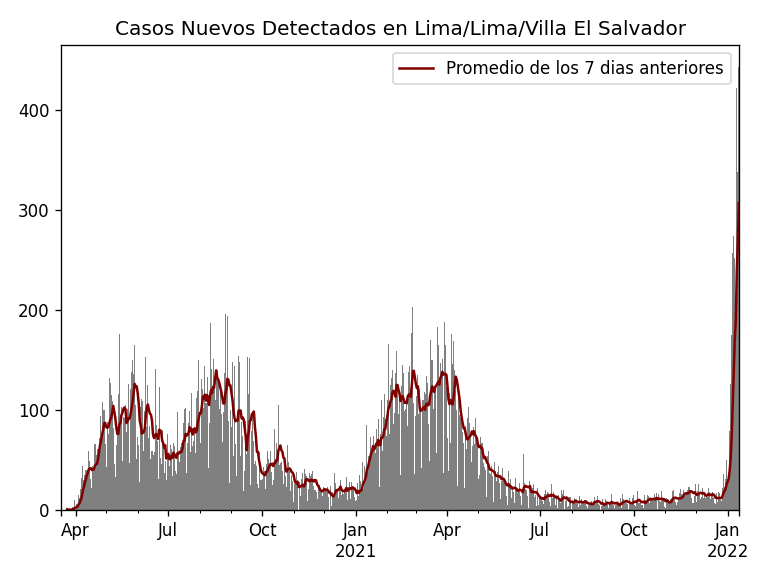 Casos Nuevos Detectados en Lima/Lima/Villa El Salvador
Promedio de los 7 dias anteriores
400
300
200
100
0
Apr Jul Oct Jan Apr Jul Oct Jan
2021 2022